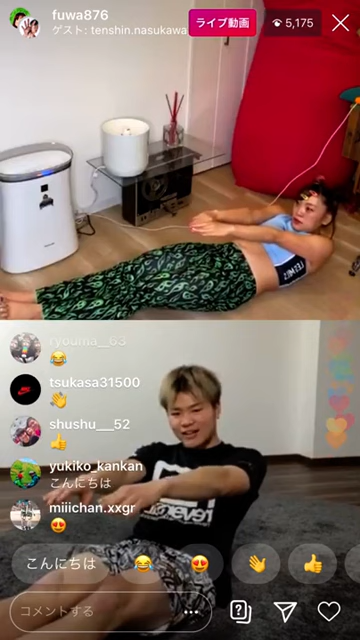 fuwa876
ゲスト: tenshin.nasukawa
ライブ動画
5,175
ryouma__63
😂
tsukasa31500
👋
shushu___52
👍
yukiko_kankan
こんにちは
miiichan.xxgr
😍
こんにちは 😂 😍 👋 👍
コメントする